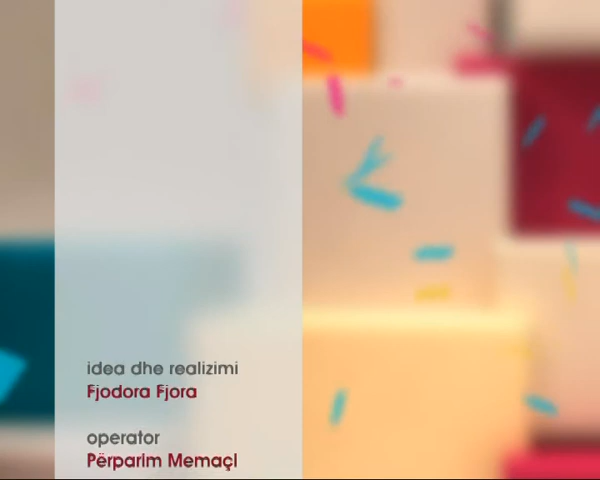 idea dhe realizimi
Fjodora Fjora
operator
Përparim Memaçi